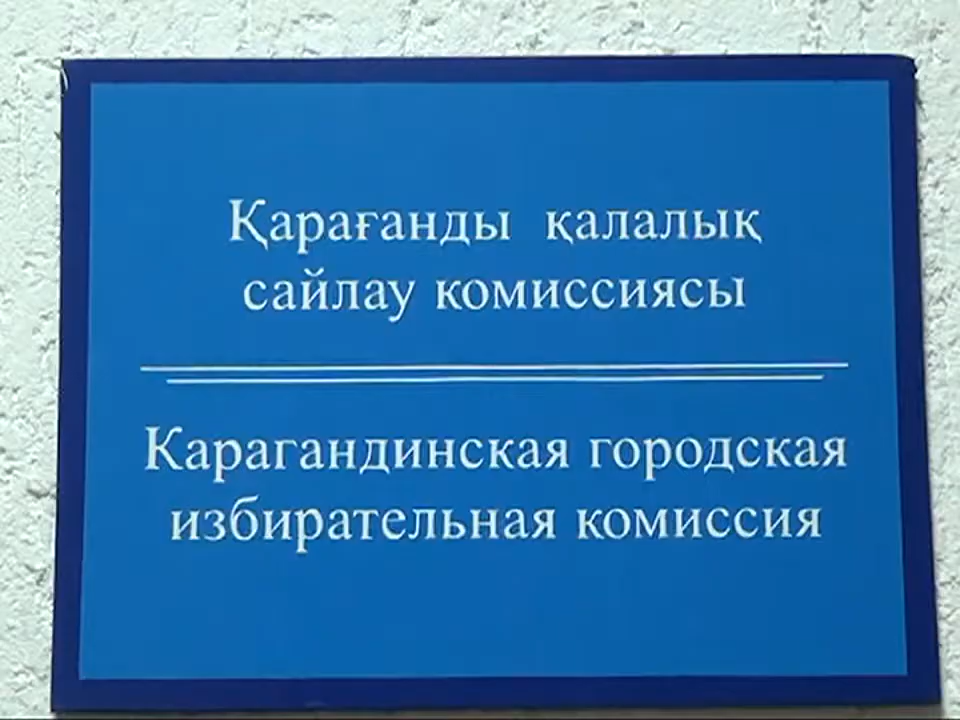 Қарағанды қалалық
сайлау комиссиясы
Карагандинская городская
избирательная комиссия